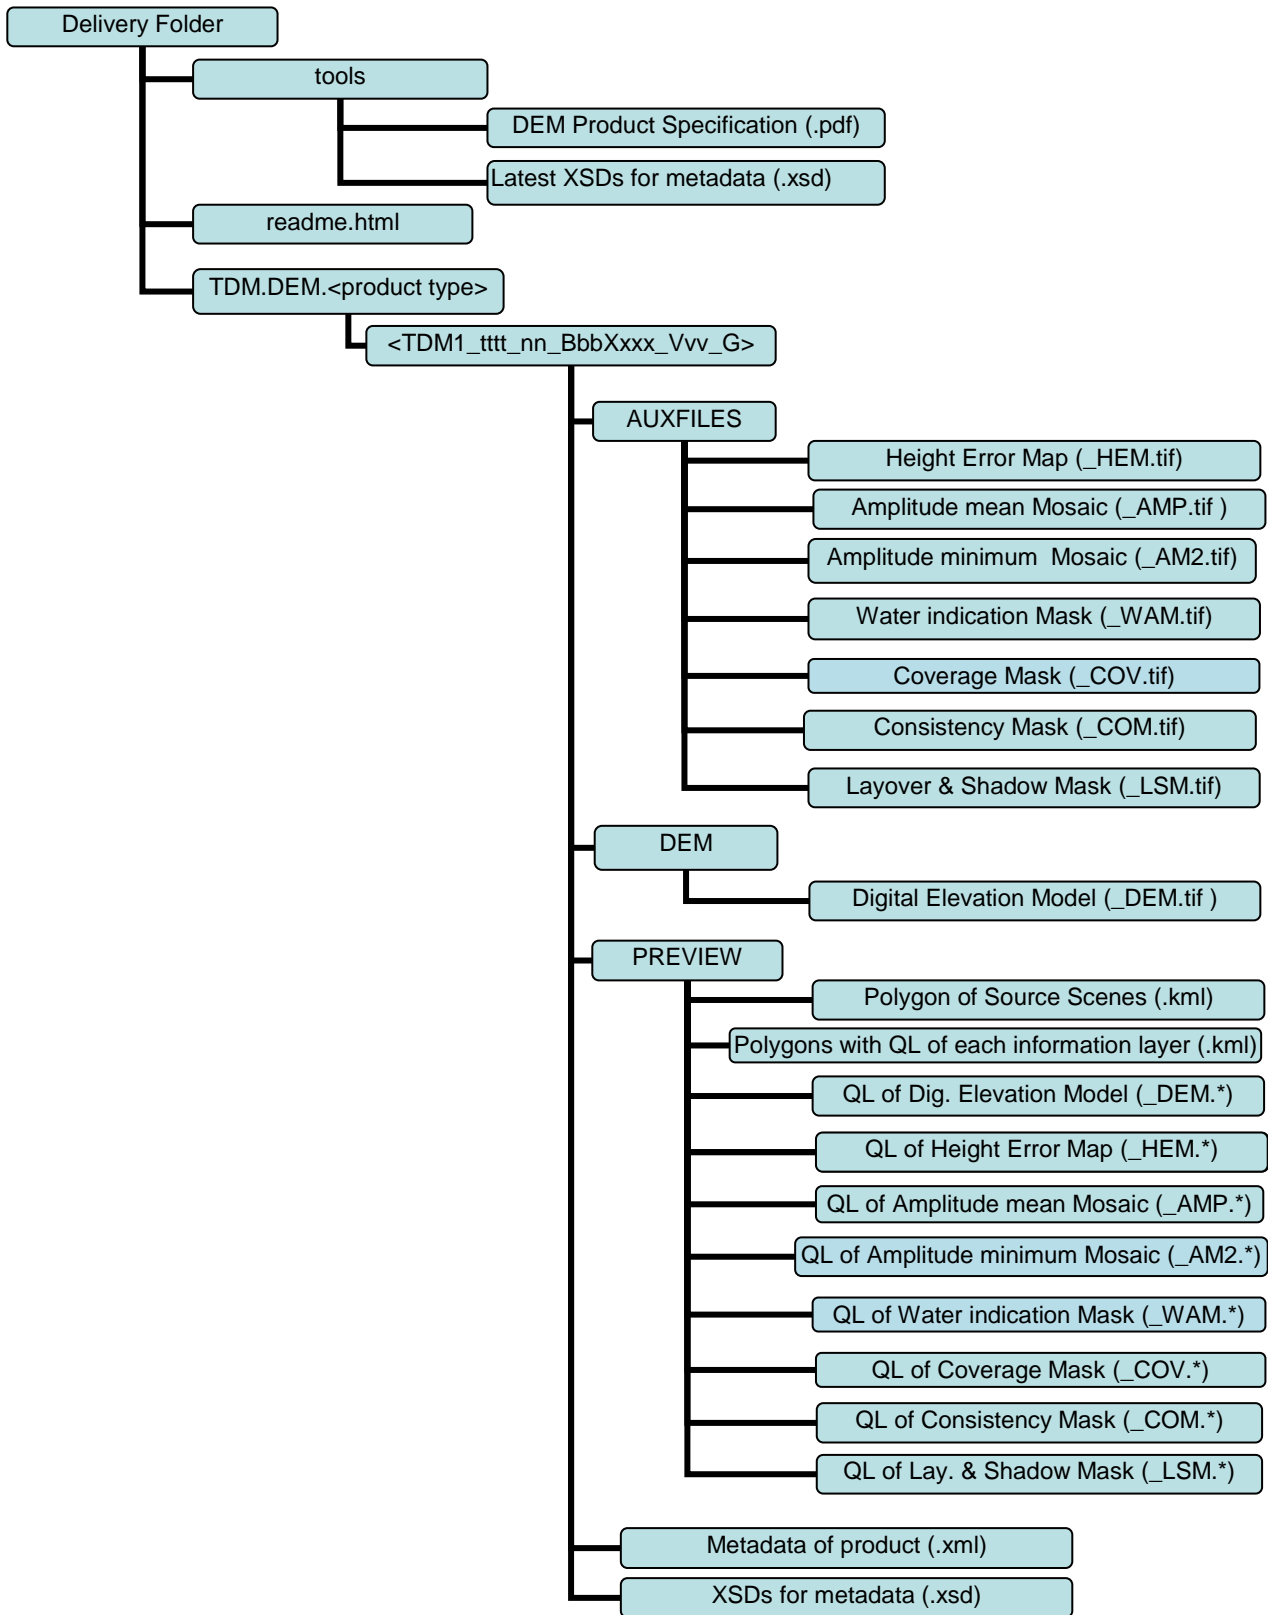 Delivery Folder
tools
DEM Product Specification (.pdf)
Latest XSDs for metadata (.xsd)
readme.html
TDM.DEM.<product type>
<TDM1_tttt_nn_BbbXxxx_Vvv_G>
AUXFILES
Height Error Map (_HEM.tif)
Amplitude mean Mosaic (_AMP.tif )
Amplitude minimum  Mosaic (_AM2.tif)
Water indication Mask (_WAM.tif)
Coverage Mask (_COV.tif)
Consistency Mask (_COM.tif)
Layover & Shadow Mask (_LSM.tif)
DEM
Digital Elevation Model (_DEM.tif )
PREVIEW
Polygon of Source Scenes (.kml)
Polygons with QL of each information layer (.kml)
QL of Dig. Elevation Model (_DEM.*)
QL of Height Error Map (_HEM.*)
QL of Amplitude mean Mosaic (_AMP.*)
QL of Amplitude minimum Mosaic (_AM2.*)
QL of Water indication Mask (_WAM.*)
QL of Coverage Mask (_COV.*)
QL of Consistency Mask (_COM.*)
QL of Lay. & Shadow Mask (_LSM.*)
Metadata of product (.xml)
XSDs for metadata (.xsd)